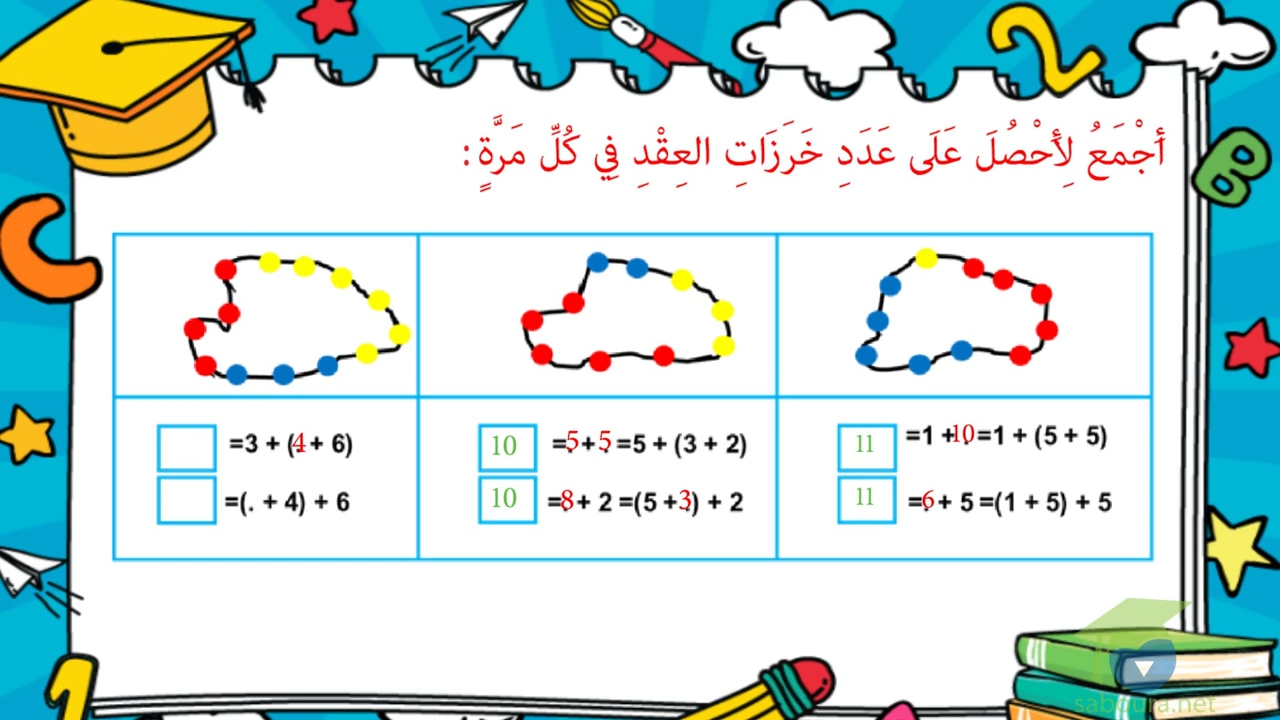 أَجْمَعُ لِأَحْصُلَ عَلَى عَدَدِ خَرَزَاتِ العِقْدِ فِي كُلِّ مَرَّةٍ:
11 =1 + 10 =1 + (5 + 5)
11 =6 + 5 =(1 + 5) + 5
10 =5 + 5 =5 + (3 + 2)
10 =8 + 2 =(5 + 3) + 2
=3 + (4 + 6)
=(. + 4) + 6
saboura.net